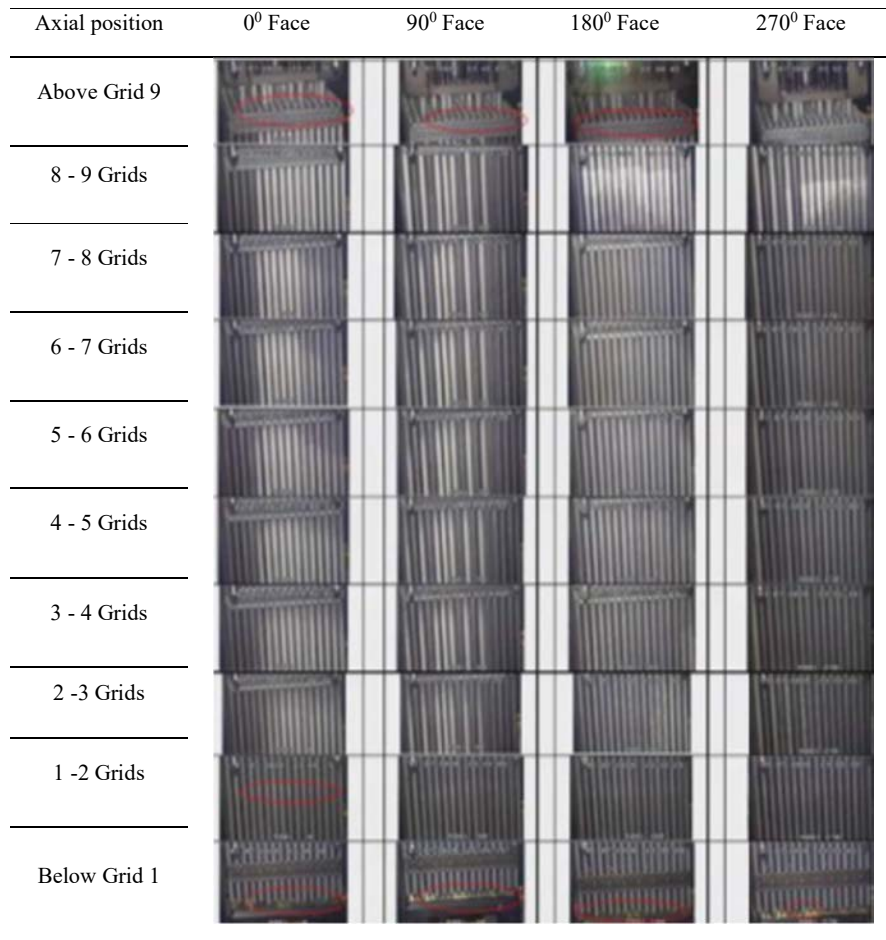 Axial position 0⁰ Face 90⁰ Face 180⁰ Face 270⁰ Face
Above Grid 9
8 - 9 Grids
7 - 8 Grids
6 - 7 Grids
5 - 6 Grids
4 - 5 Grids
3 - 4 Grids
2 -3 Grids
1 -2 Grids
Below Grid 1